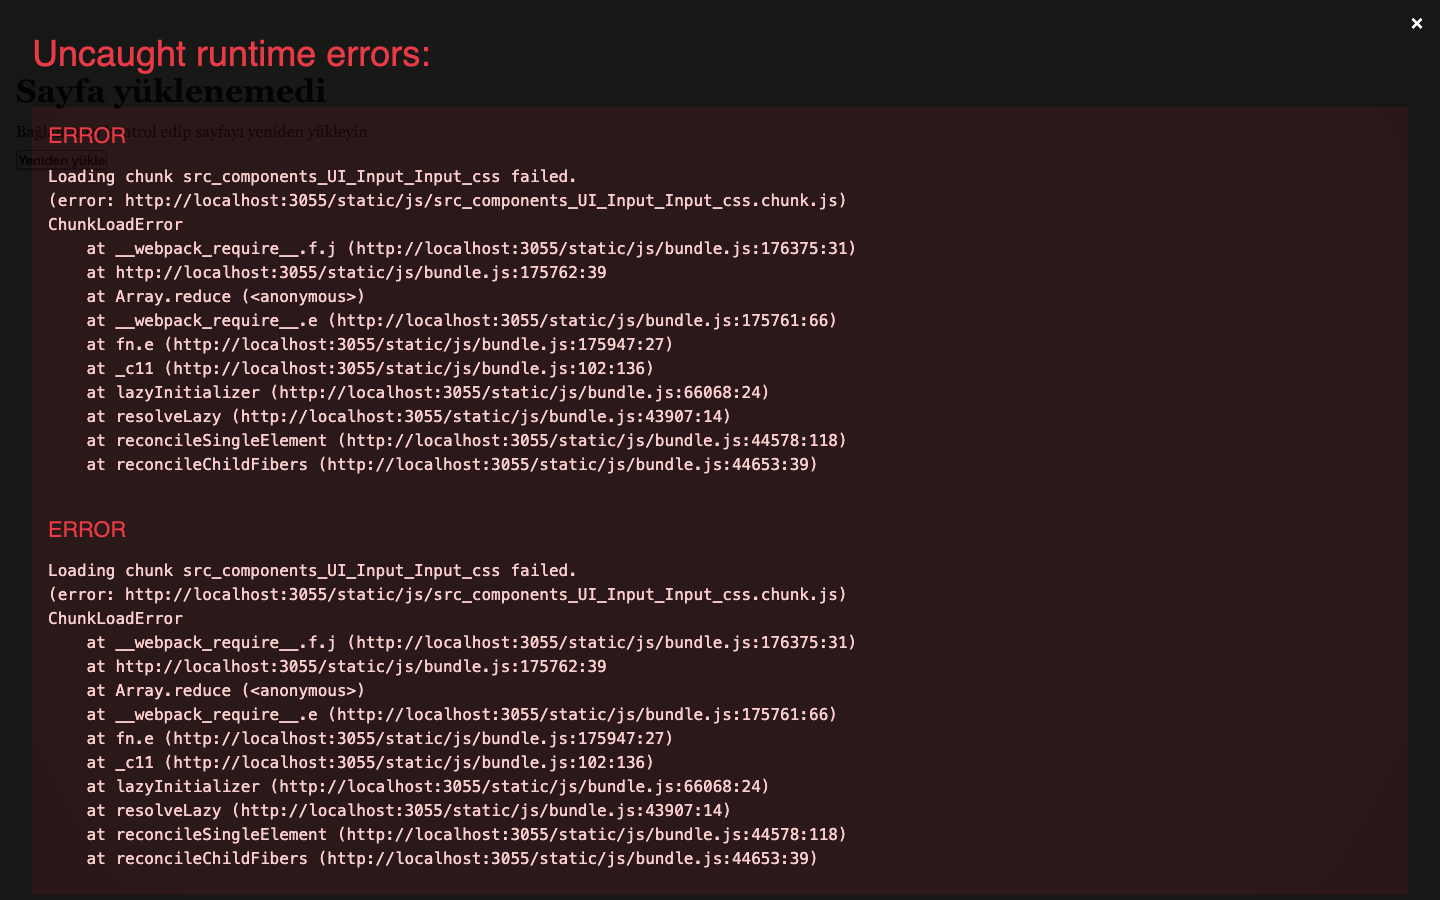 Uncaught runtime errors:
Sayfa yüklenemedi
ERROR
kontrol edip sayfayı yeniden yükleyin.
Yeniden yükle
Loading chunk src_components_UI_Input_Input_css failed.
(error: http://localhost:3055/static/js/src_components_UI_Input_Input_css.chunk.js)
ChunkLoadError
at __webpack_require__.f.j (http://localhost:3055/static/js/bundle.js:176375:31)
at http://localhost:3055/static/js/bundle.js:175762:39
at Array.reduce (<anonymous>)
at __webpack_require__.e (http://localhost:3055/static/js/bundle.js:175761:66)
at fn.e (http://localhost:3055/static/js/bundle.js:175947:27)
at _c11 (http://localhost:3055/static/js/bundle.js:102:136)
at lazyInitializer (http://localhost:3055/static/js/bundle.js:66068:24)
at resolveLazy (http://localhost:3055/static/js/bundle.js:43907:14)
at reconcileSingleElement (http://localhost:3055/static/js/bundle.js:44578:118)
at reconcileChildFibers (http://localhost:3055/static/js/bundle.js:44653:39)
ERROR
Loading chunk src_components_UI_Input_Input_css failed.
(error: http://localhost:3055/static/js/src_components_UI_Input_Input_css.chunk.js)
ChunkLoadError
at __webpack_require__.f.j (http://localhost:3055/static/js/bundle.js:176375:31)
at http://localhost:3055/static/js/bundle.js:175762:39
at Array.reduce (<anonymous>)
at __webpack_require__.e (http://localhost:3055/static/js/bundle.js:175761:66)
at fn.e (http://localhost:3055/static/js/bundle.js:175947:27)
at _c11 (http://localhost:3055/static/js/bundle.js:102:136)
at lazyInitializer (http://localhost:3055/static/js/bundle.js:66068:24)
at resolveLazy (http://localhost:3055/static/js/bundle.js:43907:14)
at reconcileSingleElement (http://localhost:3055/static/js/bundle.js:44578:118)
at reconcileChildFibers (http://localhost:3055/static/js/bundle.js:44653:39)